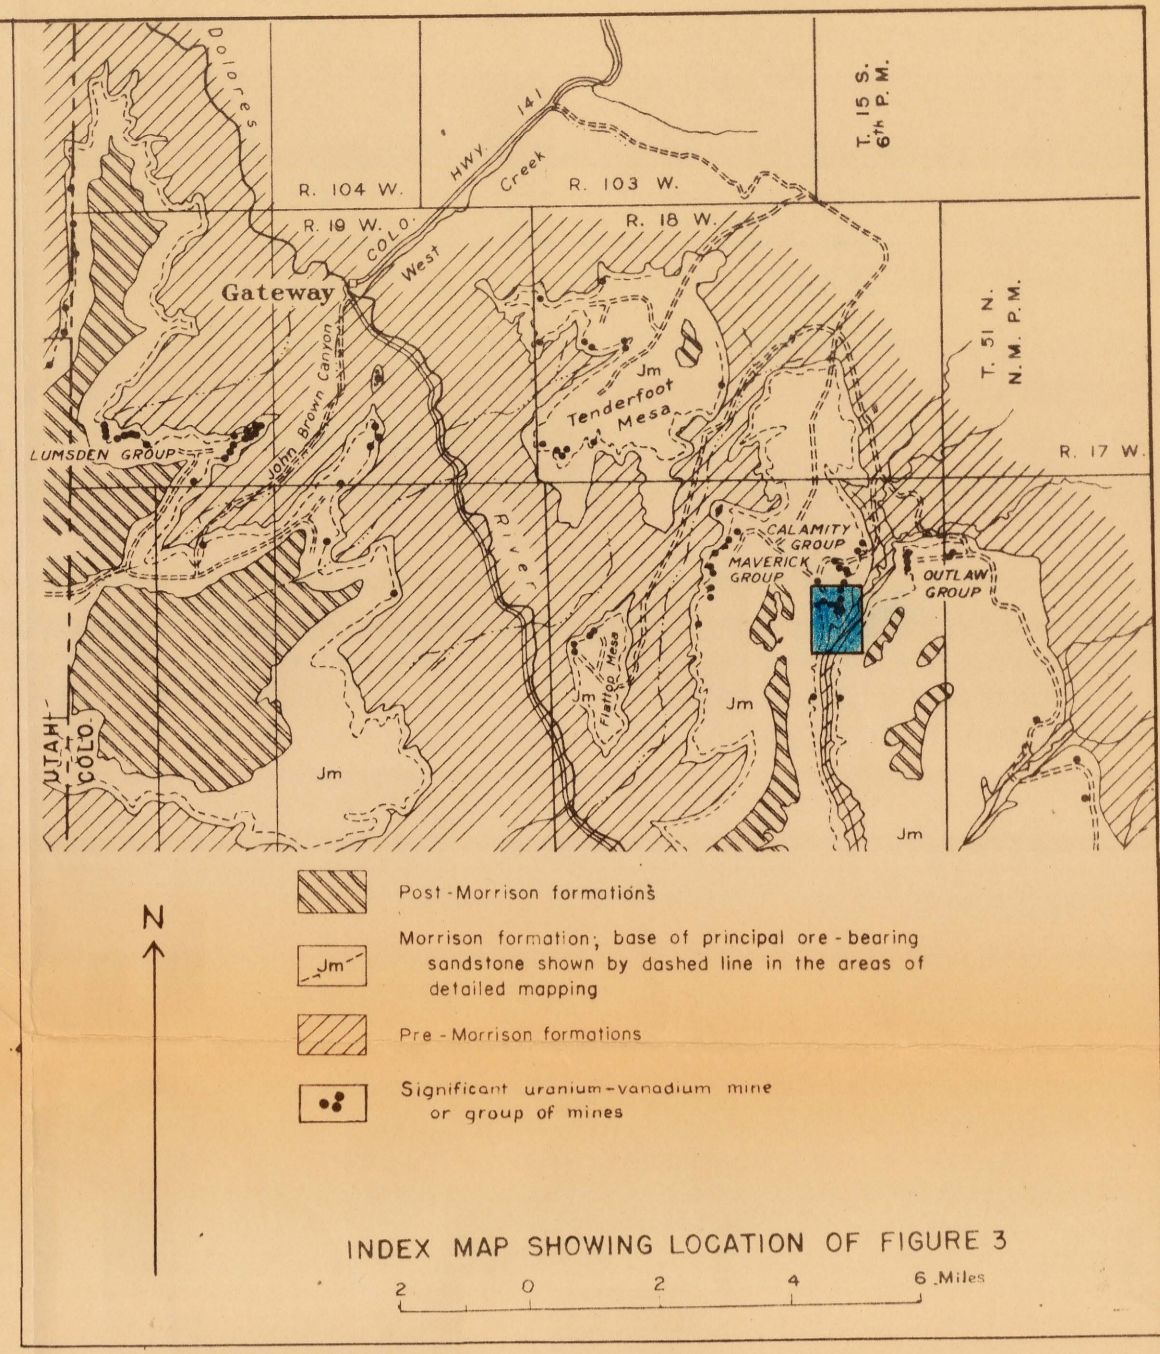 Dolores
HWY. 141
Creek
T. 15 S.
6th P. M.
R. 104 W.
R. 103 W.
R. 19 W.
R. 18 W.
COLO.
West
Gateway
John Brown Canyon
Jm
Tenderfoot
Mesa
T. 51 N.
N.M. P.M.
R. 17 W.
LUMSDEN GROUP
River
CALAMITY
GROUP
MAVERICK
GROUP
OUTLAW
GROUP
Flattop Mesa
Jm
Jm
UTAH
COLO.
Jm
Jm
Post-Morrison formations
Jm
Morrison formation; base of principal ore-bearing
sandstone shown by dashed line in the areas of
detailed mapping
Pre-Morrison formations
Significant uranium-vanadium mine
or group of mines
N
INDEX MAP SHOWING LOCATION OF FIGURE 3
2 0 2 4 6 Miles